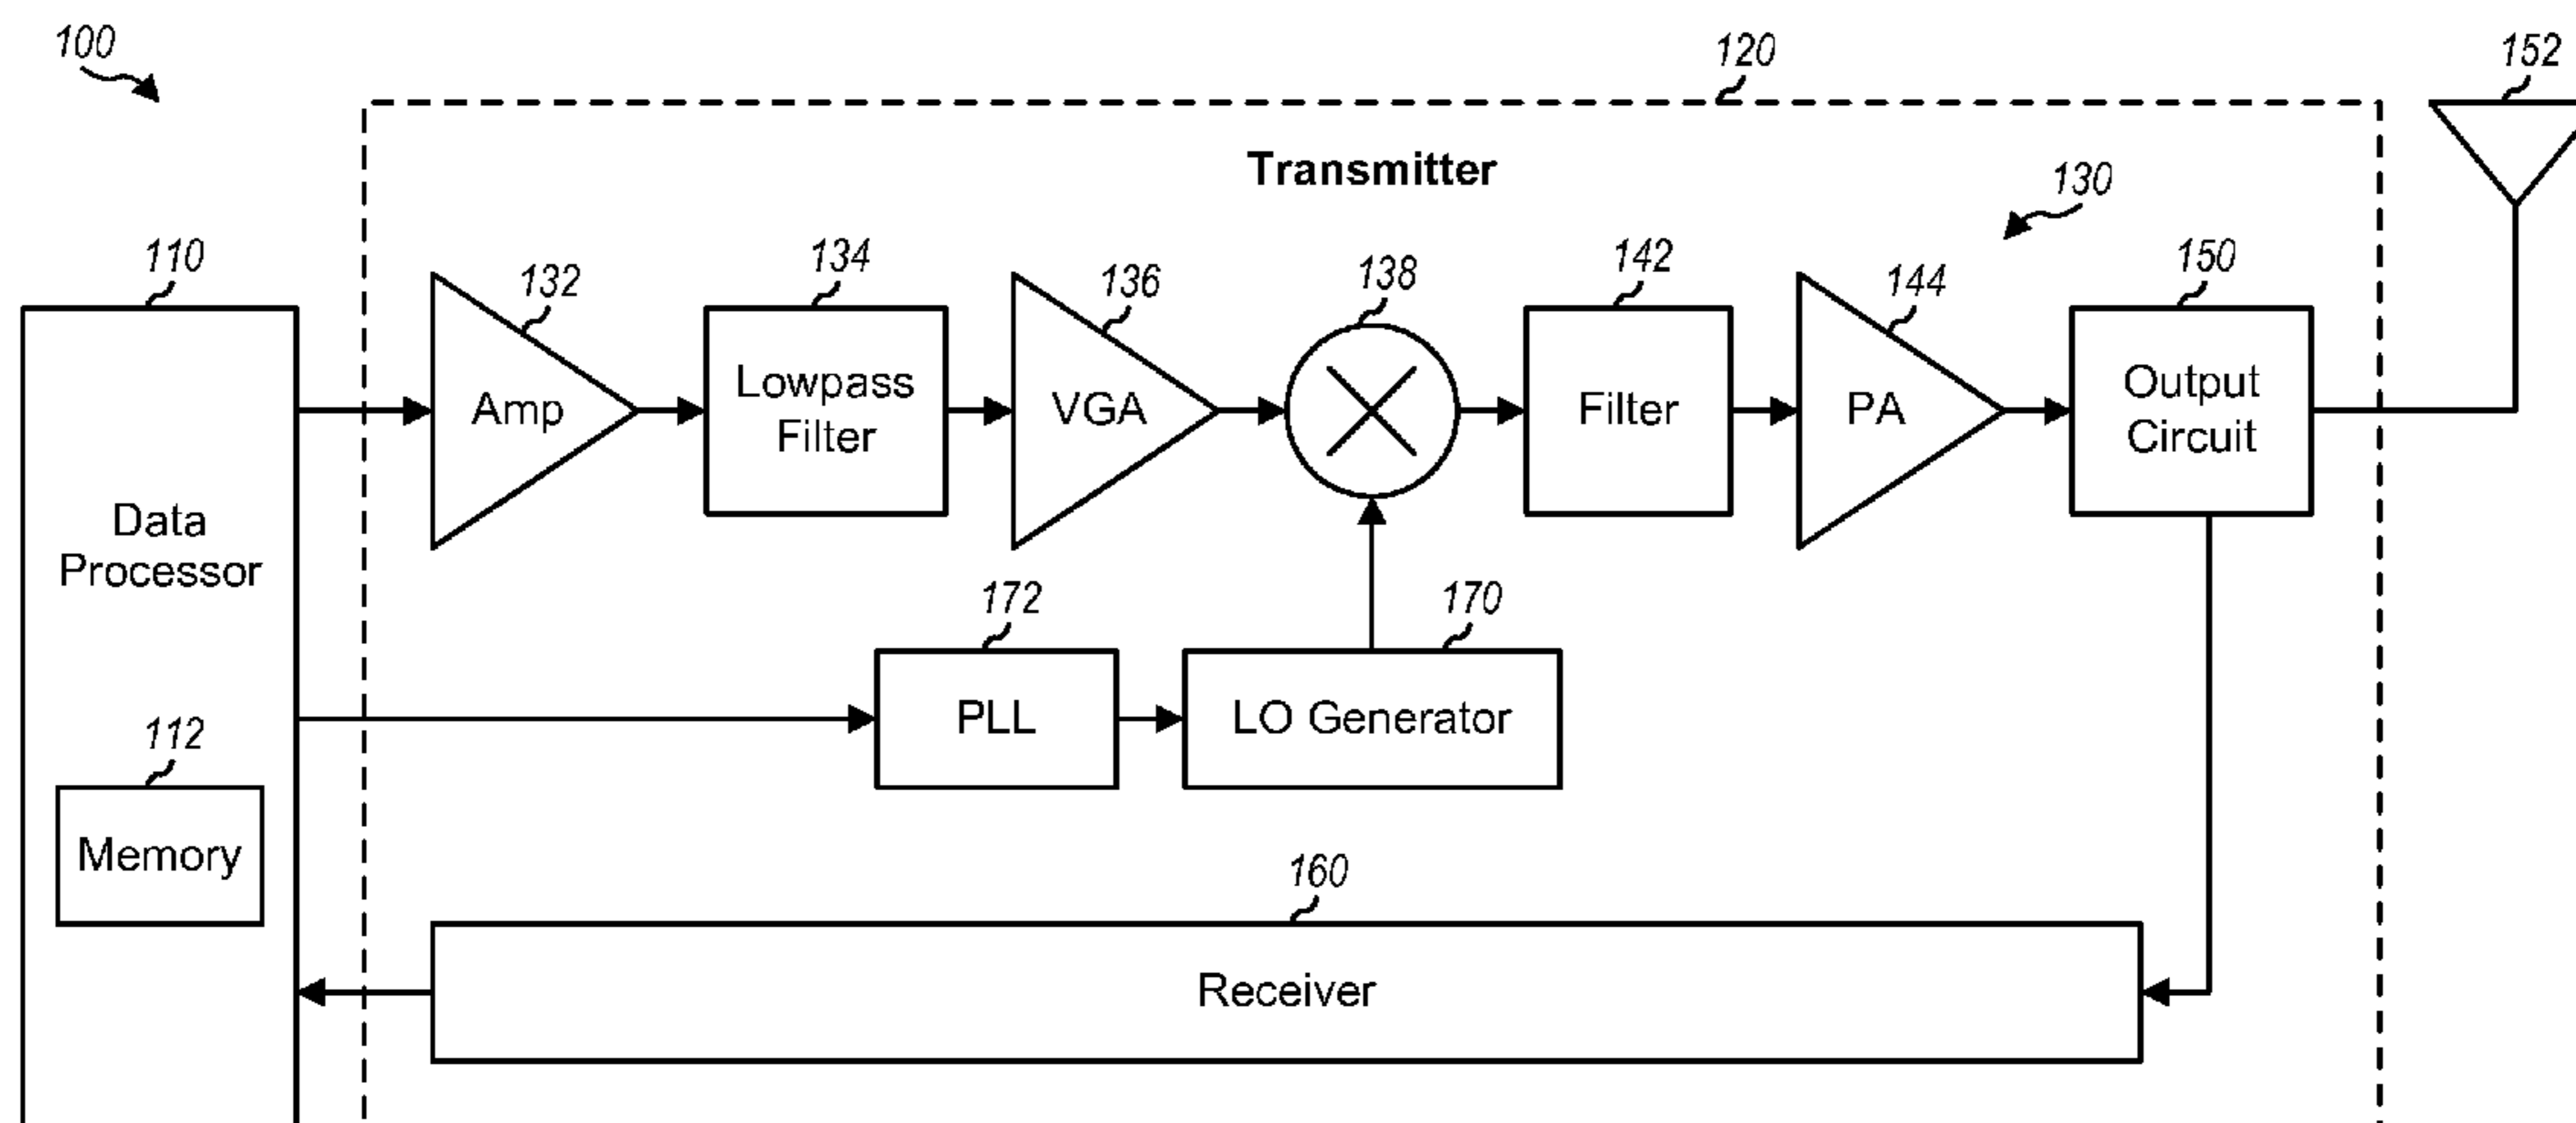 100
120
152
Transmitter
130
110
132
134
136
138
142
144
150
Amp
Lowpass
Filter
VGA
Filter
PA
Output
Circuit
Data
Processor
172
170
PLL
LO Generator
112
Memory
160
Receiver